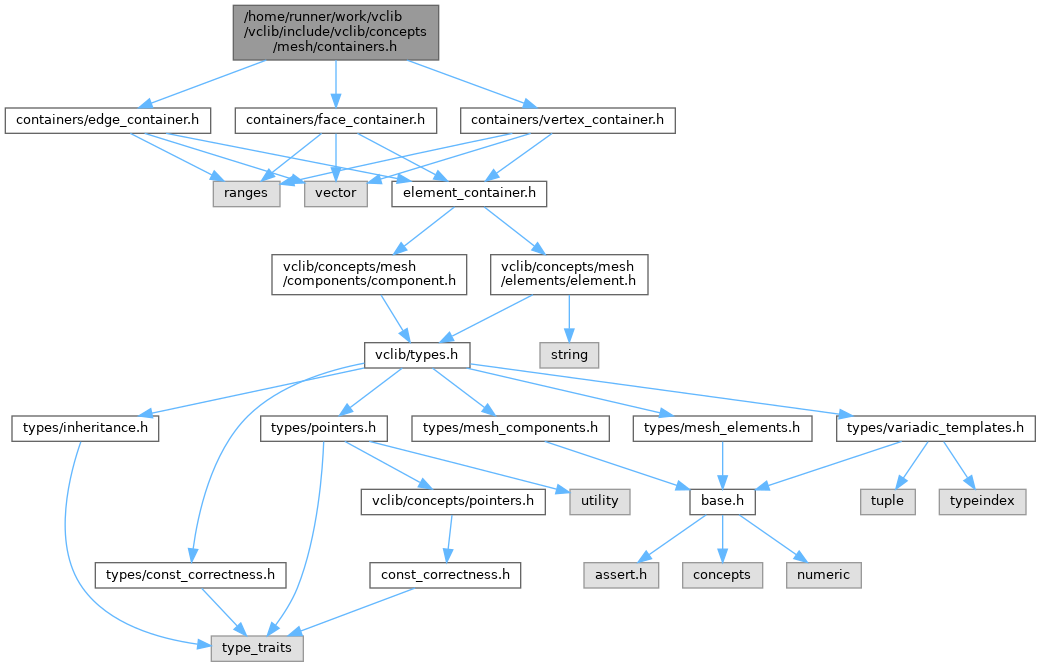 /home/runner/work/vclib
/vclib/include/vclib/concepts
/mesh/containers.h
containers/edge_container.h
containers/face_container.h
containers/vertex_container.h
ranges
vector
element_container.h
vclib/concepts/mesh
/components/component.h
vclib/concepts/mesh
/elements/element.h
vclib/types.h
string
types/inheritance.h
types/pointers.h
types/mesh_components.h
types/mesh_elements.h
types/variadic_templates.h
vclib/concepts/pointers.h
utility
base.h
tuple
typeindex
types/const_correctness.h
const_correctness.h
assert.h
concepts
numeric
type_traits